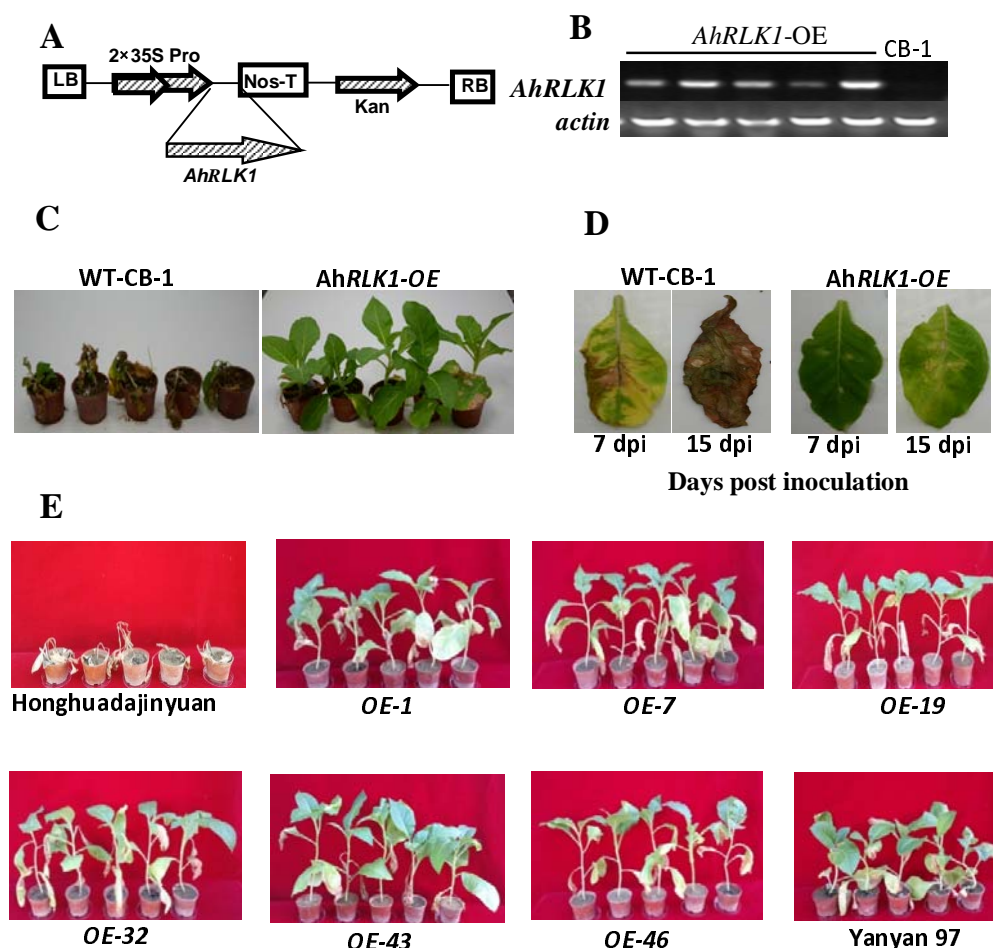 A
2×35S Pro
LB
Nos-T
RB
Kan
AhRLK1
B
AhRLK1-OE
CB-1
AhRLK1
actin
C
WT-CB-1
AhRLK1-OE
D
WT-CB-1
AhRLK1-OE
7 dpi
15 dpi
7 dpi
15 dpi
Days post inoculation
E
Honghuadajinyuan
OE-1
OE-7
OE-19
OE-32
OE-43
OE-46
Yanyan 97